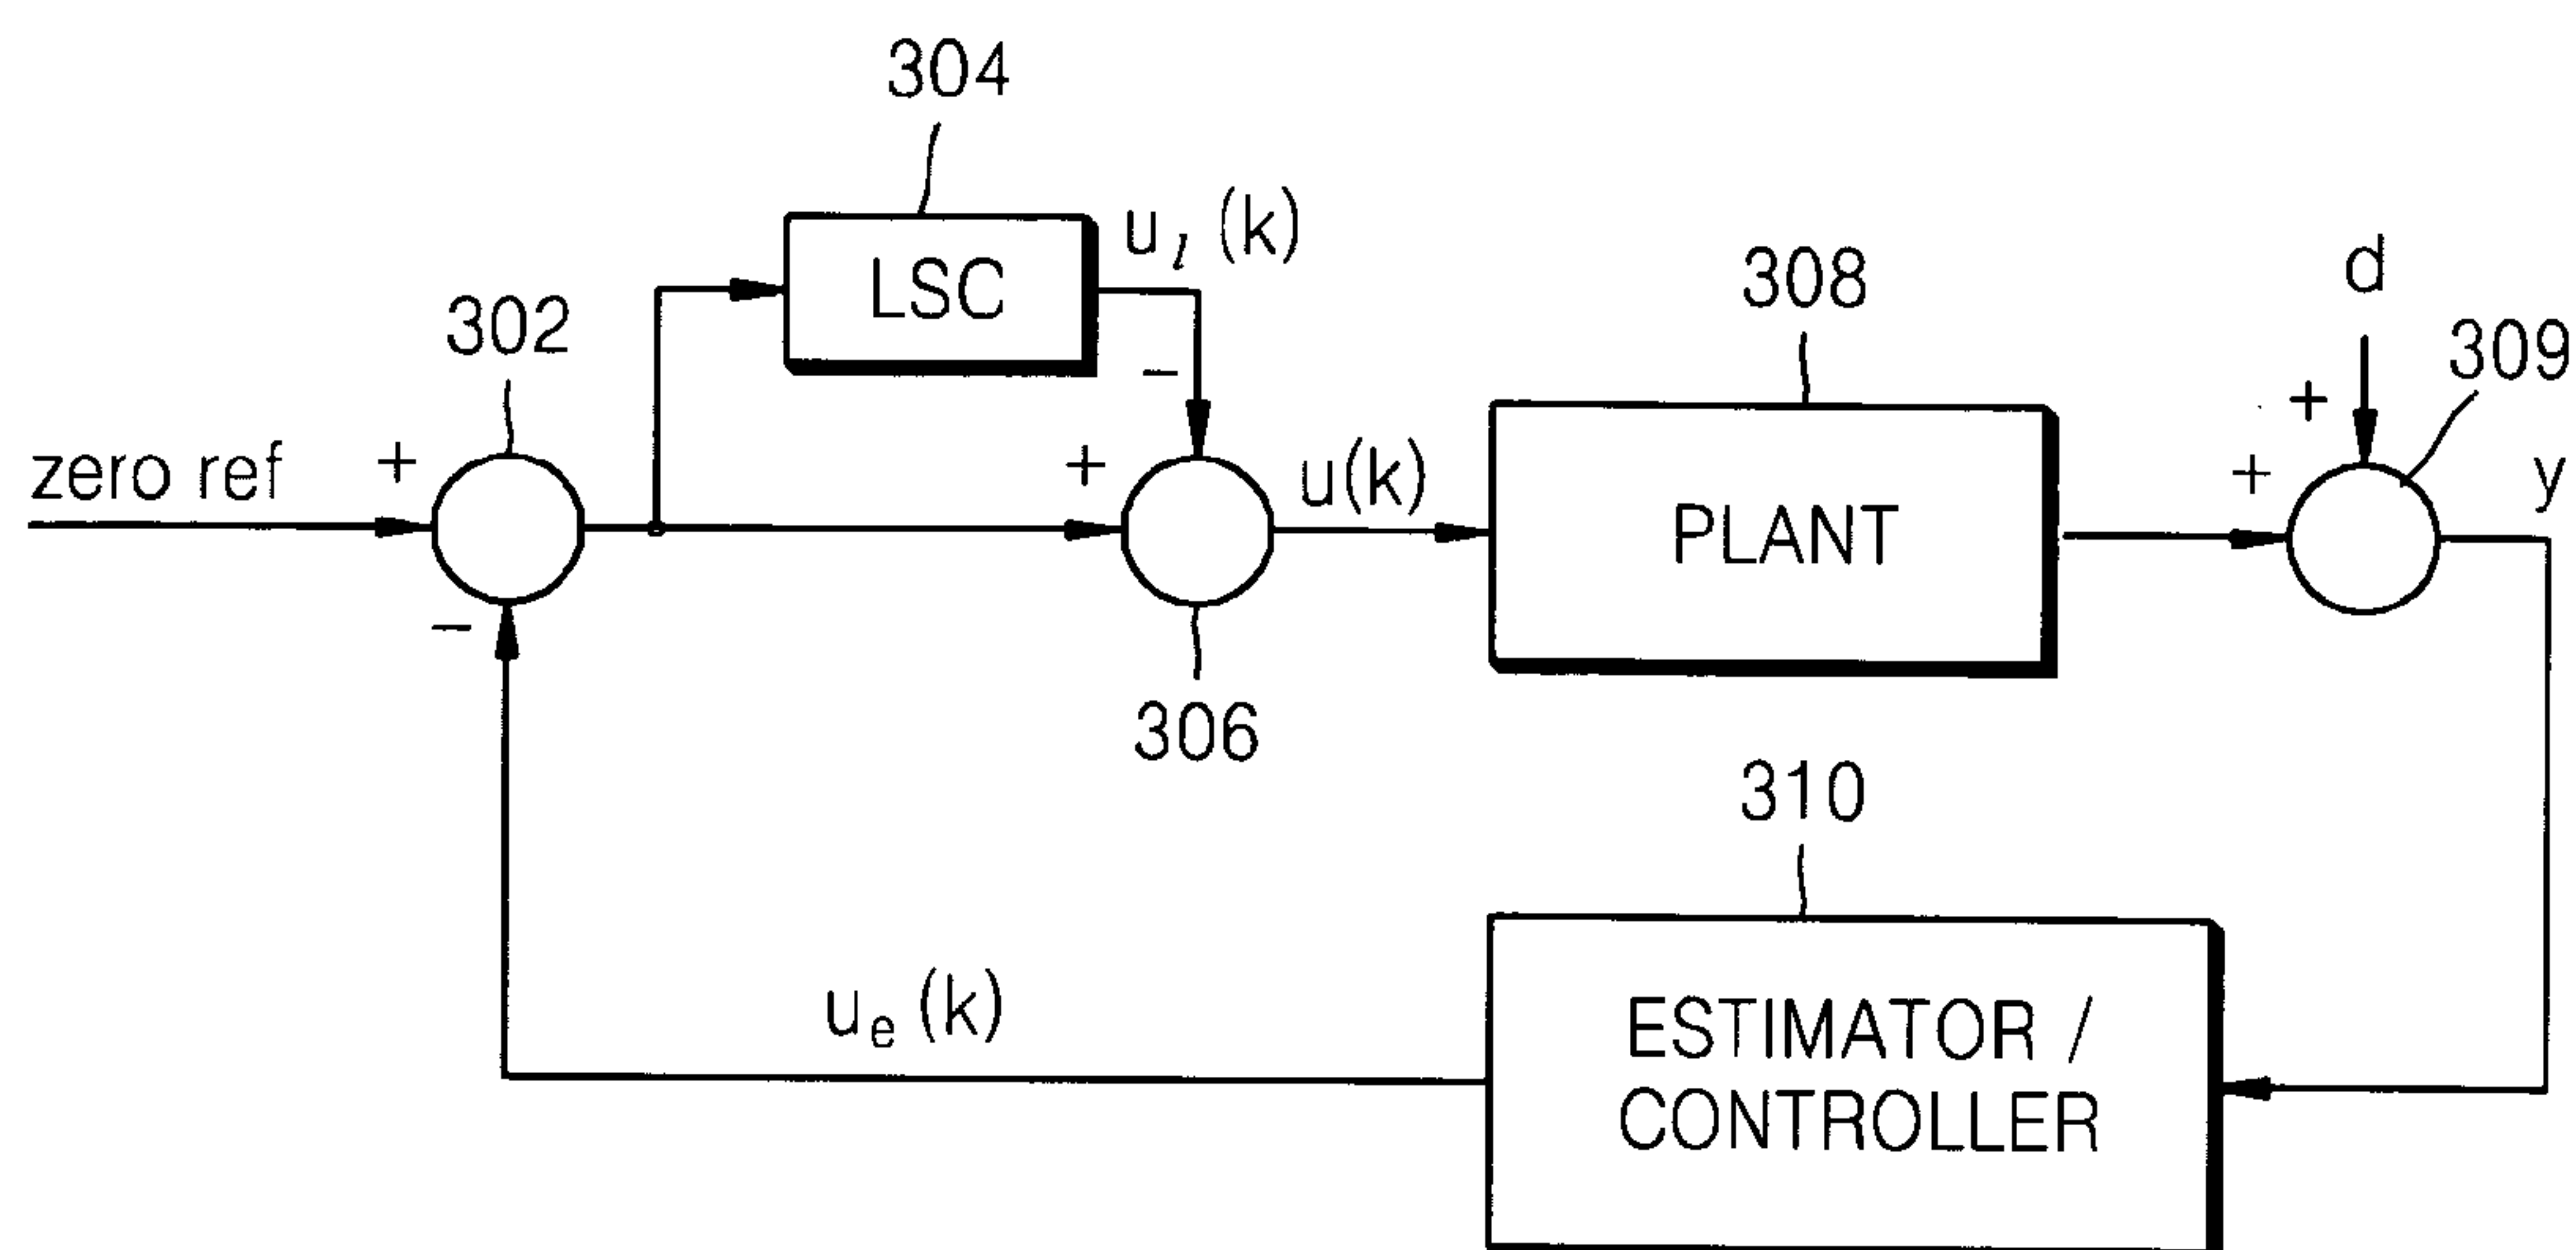 304
u_l (k)
LSC
302
308
d
309
−
zero ref
+
+
u(k)
PLANT
+
+
y
−
306
310
u_e (k)
ESTIMATOR /
CONTROLLER